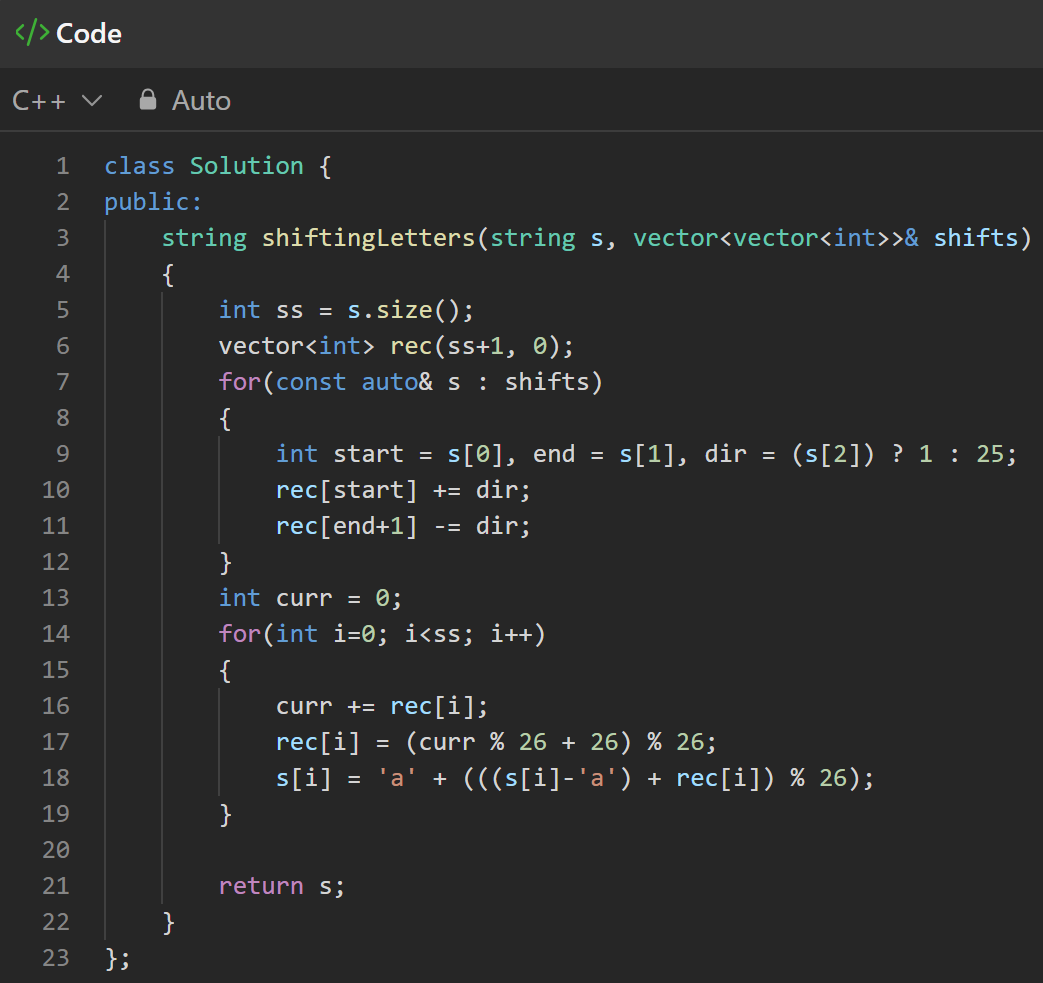 </> Code
C++ Auto
1 class Solution {
2 public:
3     string shiftingLetters(string s, vector<vector<int>>& shifts)
4     {
5         int ss = s.size();
6         vector<int> rec(ss+1, 0);
7         for(const auto& s : shifts)
8         {
9             int start = s[0], end = s[1], dir = (s[2]) ? 1 : 25;
10             rec[start] += dir;
11             rec[end+1] -= dir;
12         }
13         int curr = 0;
14         for(int i=0; i<ss; i++)
15         {
16             curr += rec[i];
17             rec[i] = (curr % 26 + 26) % 26;
18             s[i] = 'a' + (((s[i]-'a') + rec[i]) % 26);
19         }
20
21         return s;
22     }
23 };